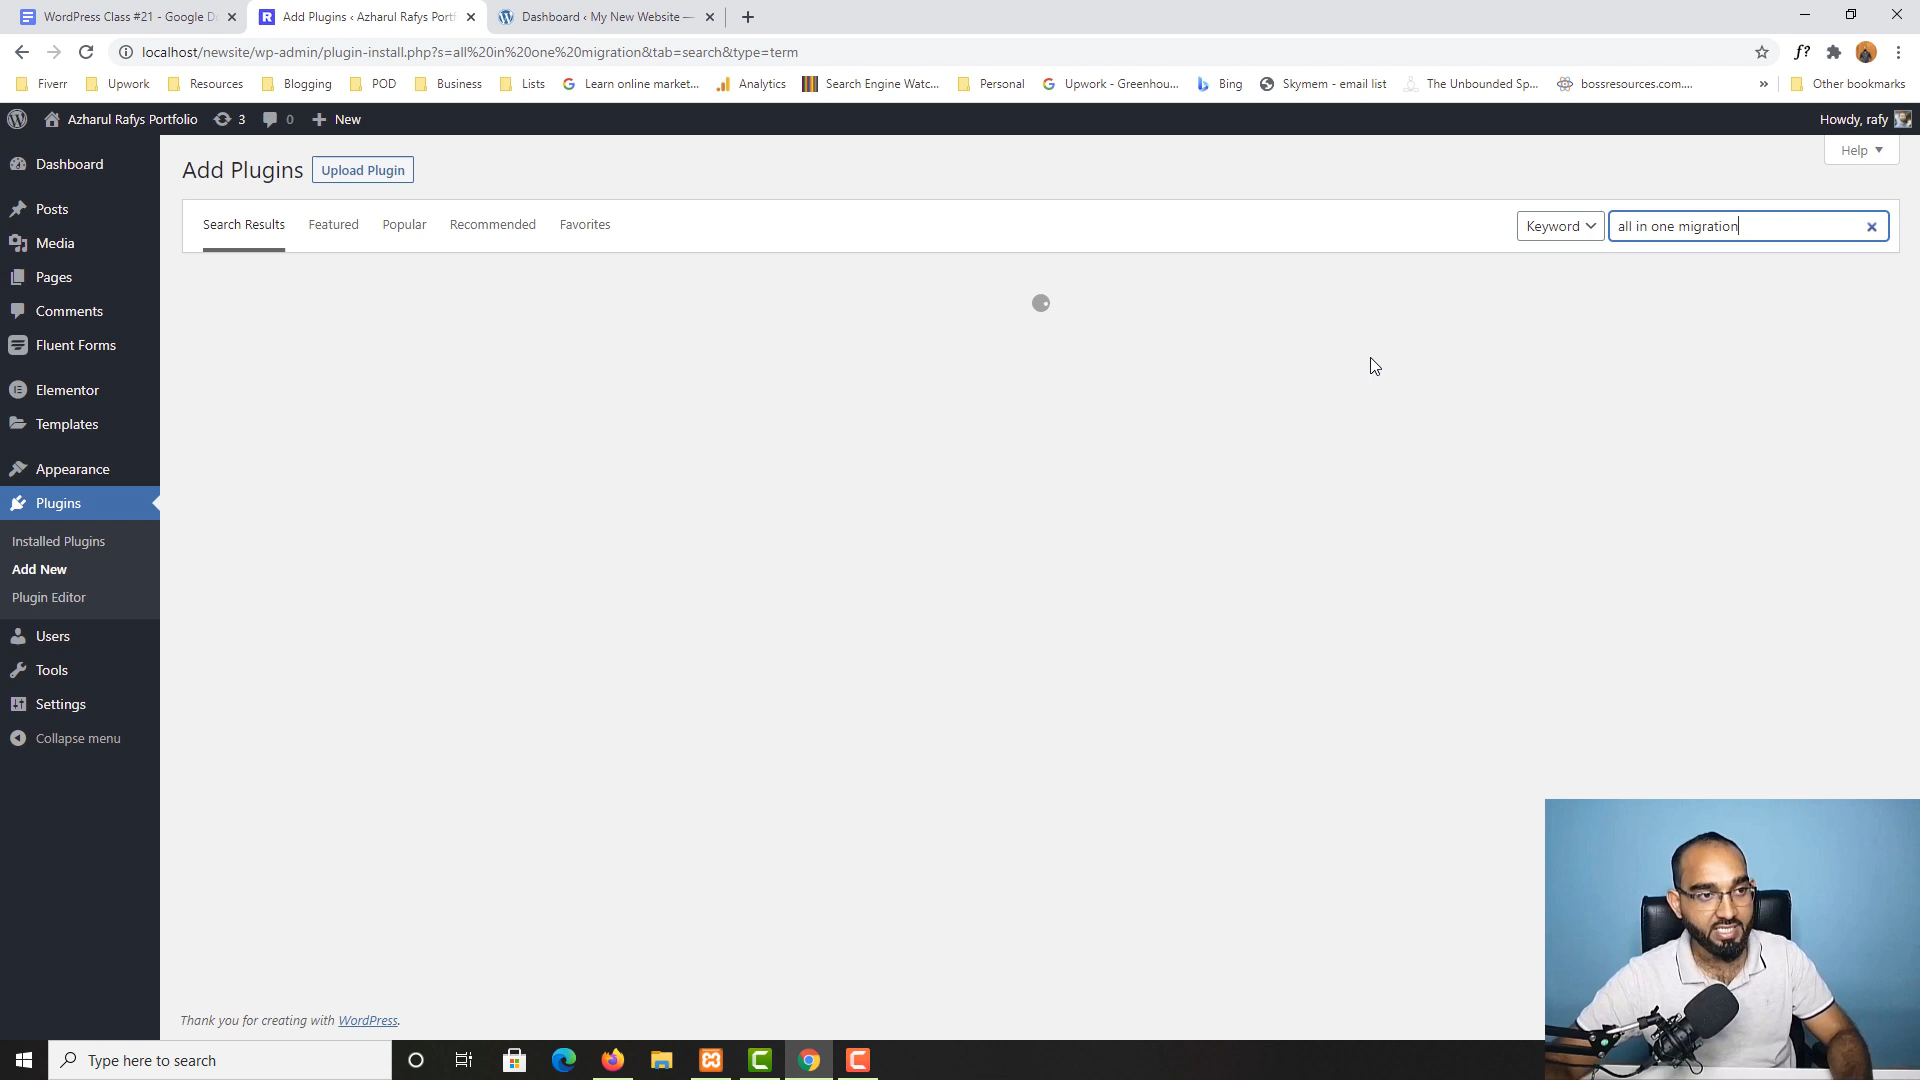 WordPress Class #21 - Google D
Add Plugins ‹ Azharul Rafys Portf
Dashboard ‹ My New Website —
localhost/newsite/wp-admin/plugin-install.php?s=all%20in%20one%20migration&tab=search&type=term
f?
Fiverr
Upwork
Resources
Blogging
POD
Business
Lists
Learn online market...
Analytics
Search Engine Watc...
Personal
Upwork - Greenhou...
Bing
Skymem - email list
The Unbounded Sp...
bossresources.com....
»
Other bookmarks
Azharul Rafys Portfolio
3
0
New
Howdy, rafy
Dashboard
Posts
Media
Pages
Comments
Fluent Forms
Elementor
Templates
Appearance
Plugins
Installed Plugins
Add New
Plugin Editor
Users
Tools
Settings
Collapse menu
Help
Add Plugins
Upload Plugin
Search Results
Featured
Popular
Recommended
Favorites
Keyword
all in one migration
Thank you for creating with WordPress.
Type here to search